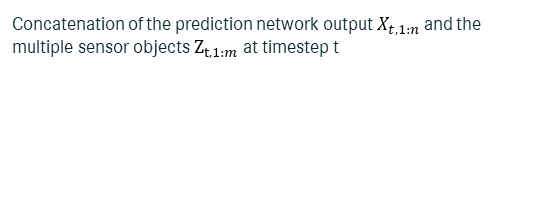 Concatenation of the prediction network output X_{t,1:n} and the
multiple sensor objects Z_{t,1:m} at timestep t